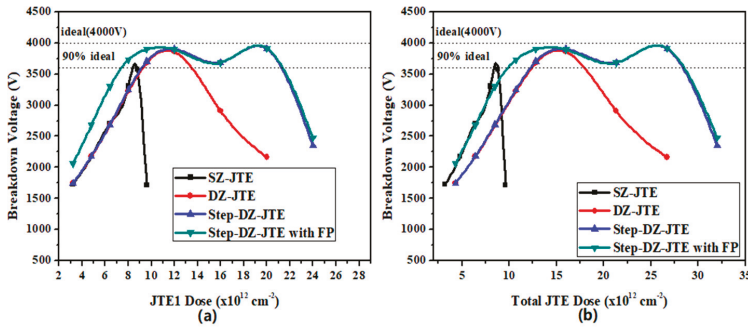 ideal(4000V)
90% ideal
4500
4000
3500
3000
2500
2000
1500
1000
500
Breakdown Voltage (V)
SZ-JTE
DZ-JTE
Step-DZ-JTE
Step-DZ-JTE with FP
2 4 6 8 10 12 14 16 18 20 22 24 26 28
JTE1 Dose (x10¹² cm⁻²)
(a)
ideal(4000V)
90% ideal
4500
4000
3500
3000
2500
2000
1500
1000
500
Breakdown Voltage (V)
SZ-JTE
DZ-JTE
Step-DZ-JTE
Step-DZ-JTE with FP
5 10 15 20 25 30 35
Total JTE Dose (x10¹² cm⁻²)
(b)